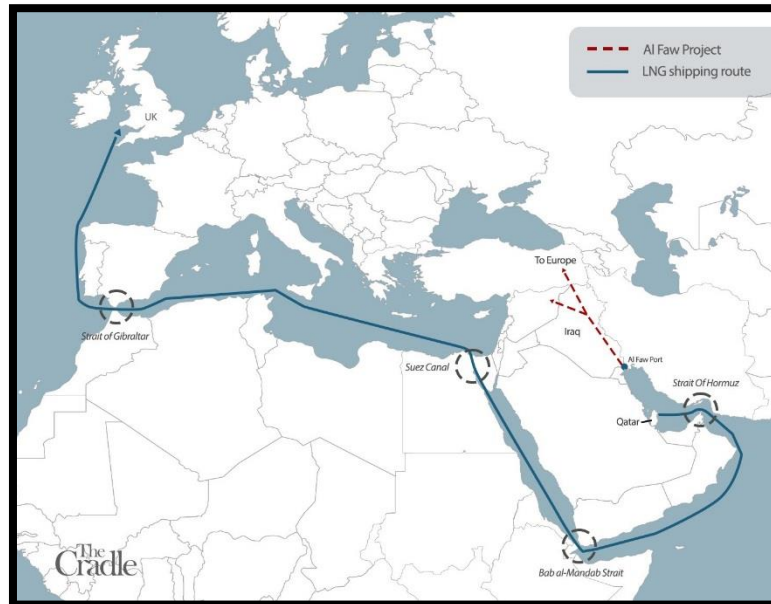 Al Faw Project
LNG shipping route
UK
To Europe
Iraq
Al Faw Port
Strait of Gibraltar
Suez Canal
Strait Of Hormuz
Qatar
Bab al-Mandab Strait
The
Cradle